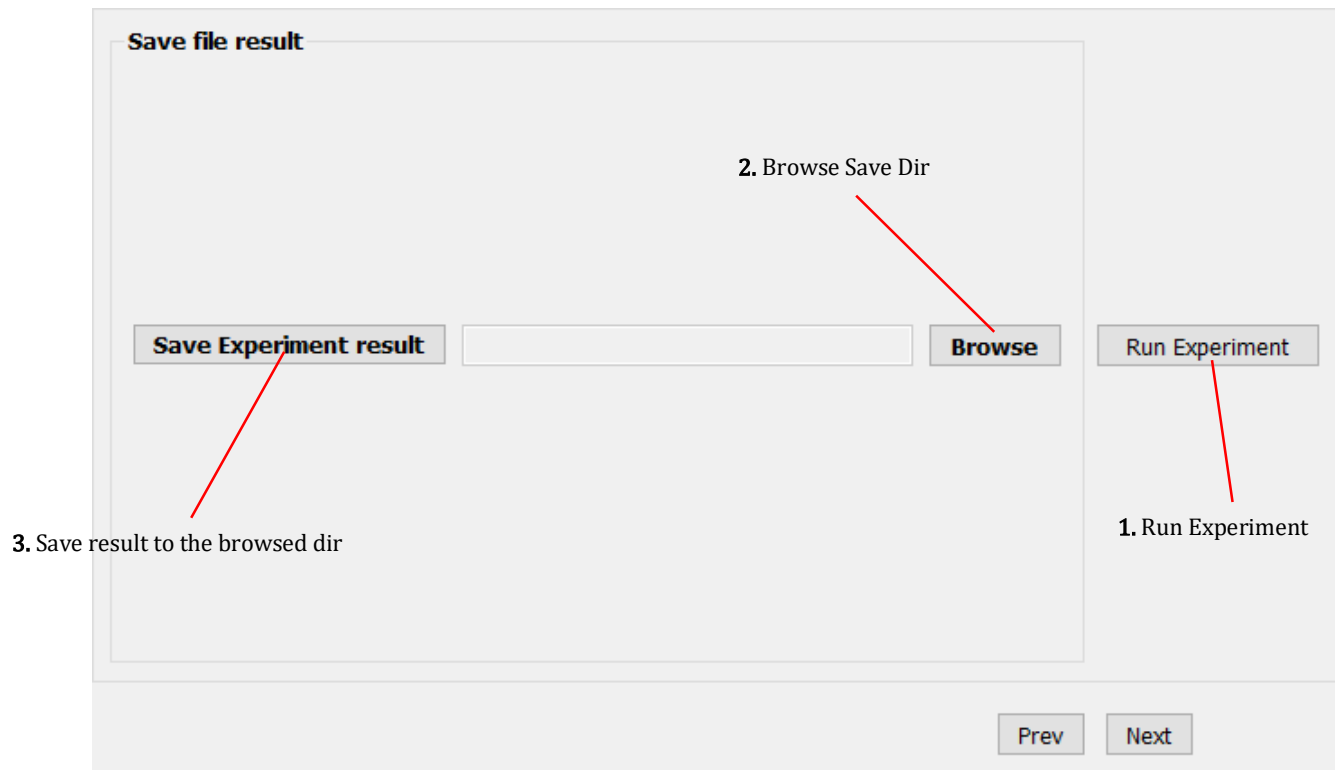 Save file result
2. Browse Save Dir
Save Experiment result
Browse
Run Experiment
1. Run Experiment
3. Save result to the browsed dir
Prev
Next